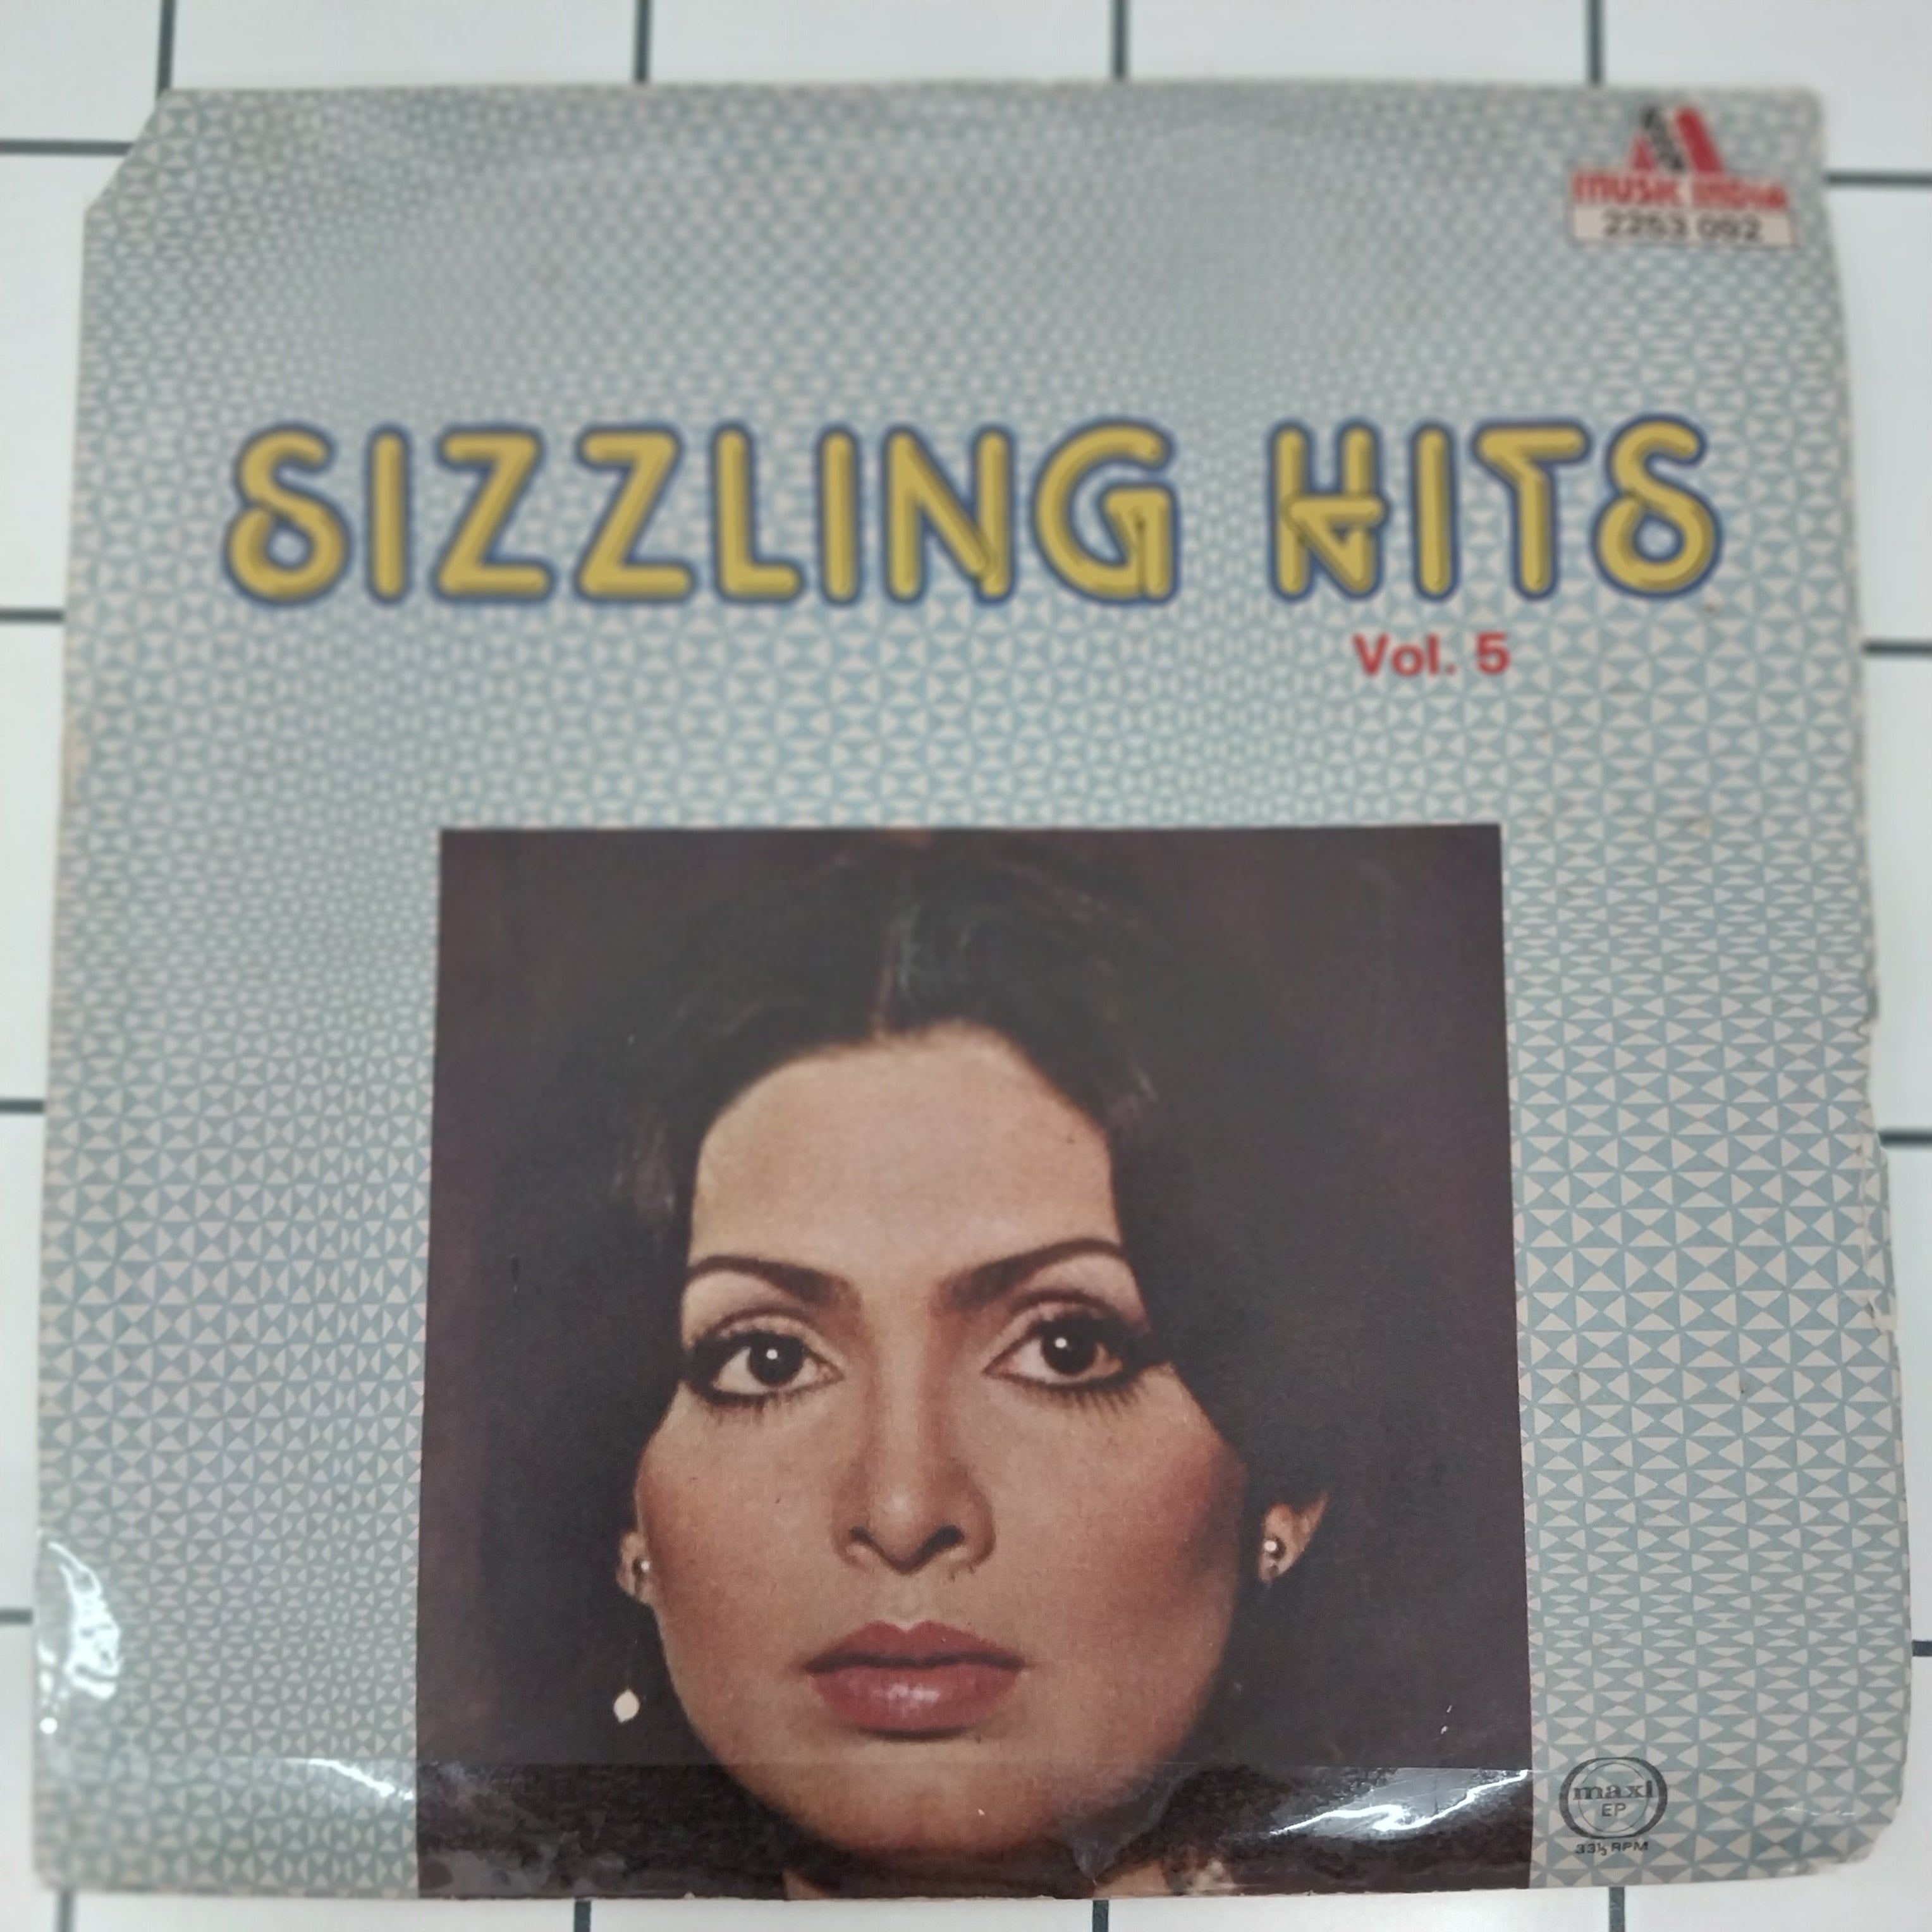 MUSIC INDIA
2253 092
SIZZLING HITS
Vol. 5
maxi
EP
33⅓ RPM